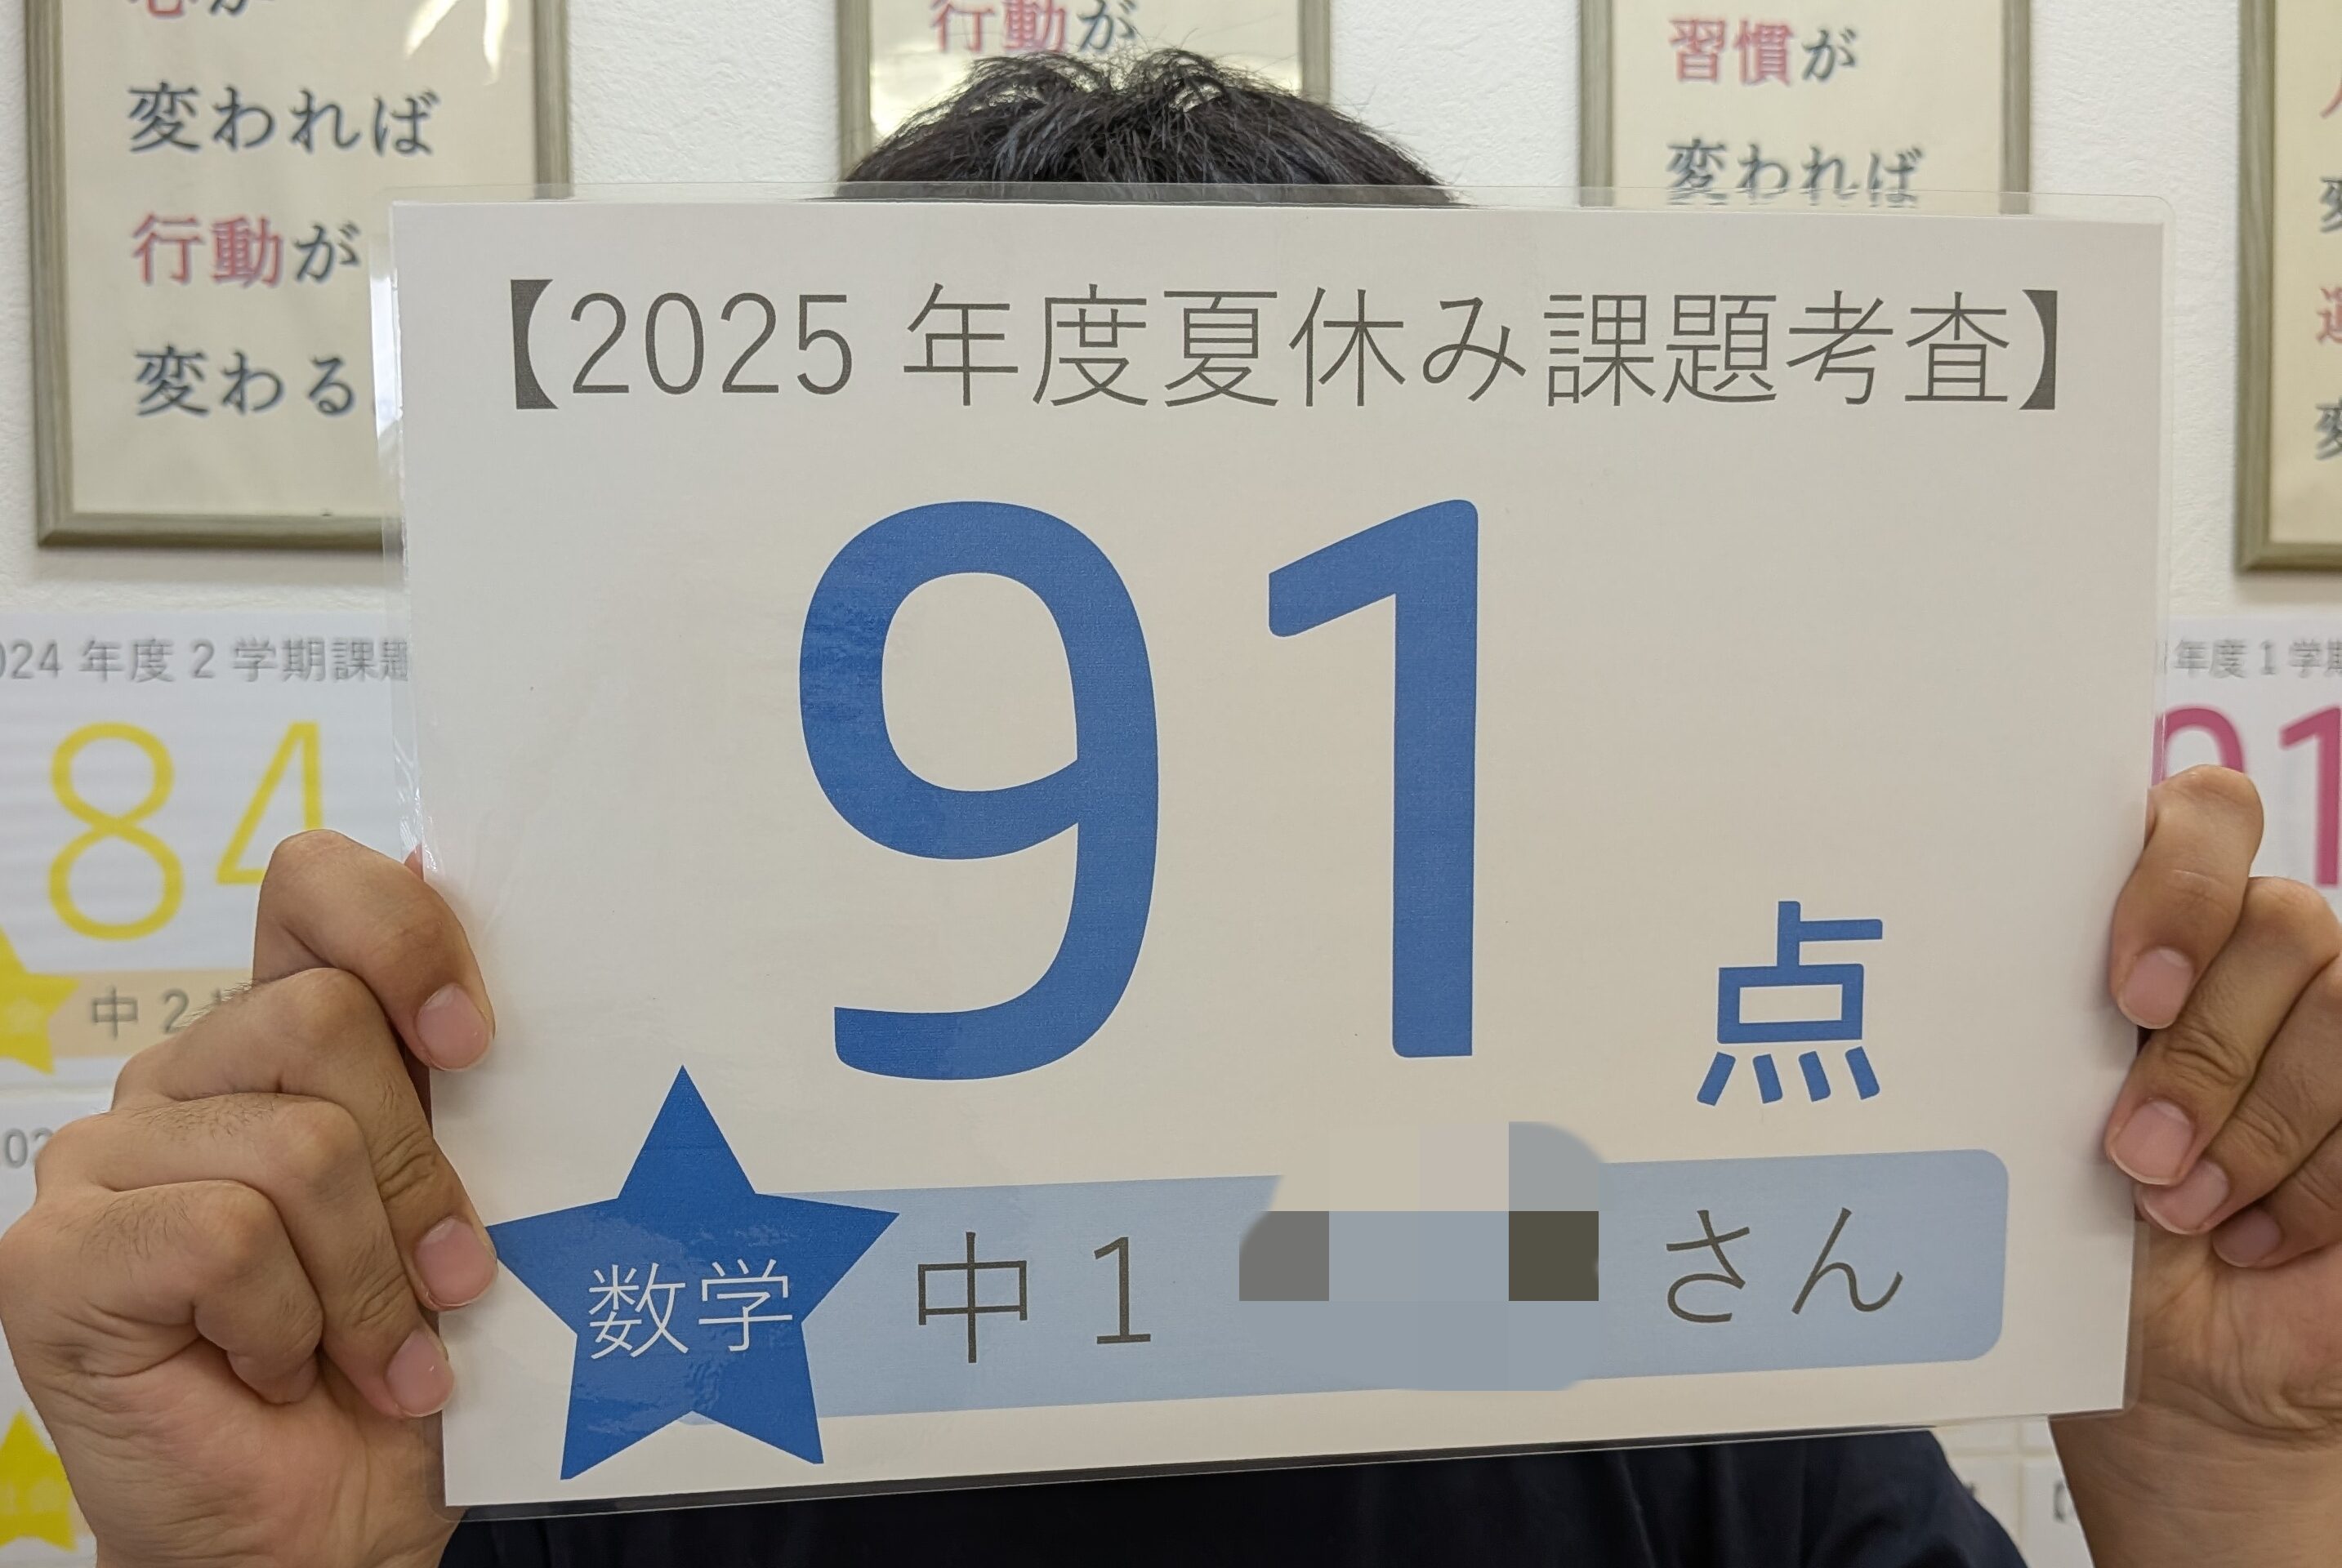 変われば
行動が
変わる
行動が
習慣が
変われば
【2025年度夏休み課題考査】
91点
数学
中1 さん
024年度2学期課題
84
中2
年度1学期
91